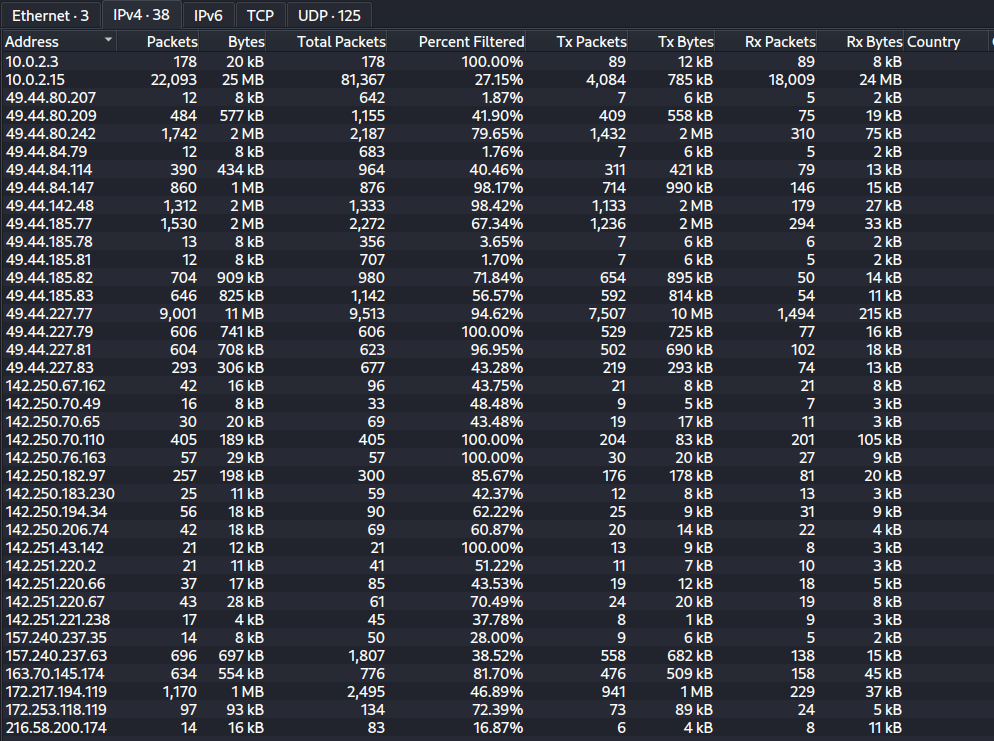 Ethernet · 3 IPv4 · 38 IPv6 TCP UDP · 125
Address Packets Bytes Total Packets Percent Filtered Tx Packets Tx Bytes Rx Packets Rx Bytes Country
10.0.2.3 178 20 kB 178 100.00% 89 12 kB 89 8 kB
10.0.2.15 22,093 25 MB 81,367 27.15% 4,084 785 kB 18,009 24 MB
49.44.80.207 12 8 kB 642 1.87% 7 6 kB 5 2 kB
49.44.80.209 484 577 kB 1,155 41.90% 409 558 kB 75 19 kB
49.44.80.242 1,742 2 MB 2,187 79.65% 1,432 2 MB 310 75 kB
49.44.84.79 12 8 kB 683 1.76% 7 6 kB 5 2 kB
49.44.84.114 390 434 kB 964 40.46% 311 421 kB 79 13 kB
49.44.84.147 860 1 MB 876 98.17% 714 990 kB 146 15 kB
49.44.142.48 1,312 2 MB 1,333 98.42% 1,133 2 MB 179 27 kB
49.44.185.77 1,530 2 MB 2,272 67.34% 1,236 2 MB 294 33 kB
49.44.185.78 13 8 kB 356 3.65% 7 6 kB 6 2 kB
49.44.185.81 12 8 kB 707 1.70% 7 6 kB 5 2 kB
49.44.185.82 704 909 kB 980 71.84% 654 895 kB 50 14 kB
49.44.185.83 646 825 kB 1,142 56.57% 592 814 kB 54 11 kB
49.44.227.77 9,001 11 MB 9,513 94.62% 7,507 10 MB 1,494 215 kB
49.44.227.79 606 741 kB 606 100.00% 529 725 kB 77 16 kB
49.44.227.81 604 708 kB 623 96.95% 502 690 kB 102 18 kB
49.44.227.83 293 306 kB 677 43.28% 219 293 kB 74 13 kB
142.250.67.162 42 16 kB 96 43.75% 21 8 kB 21 8 kB
142.250.70.49 16 8 kB 33 48.48% 9 5 kB 7 3 kB
142.250.70.65 30 20 kB 69 43.48% 19 17 kB 11 3 kB
142.250.70.110 405 189 kB 405 100.00% 204 83 kB 201 105 kB
142.250.76.163 57 29 kB 57 100.00% 30 20 kB 27 9 kB
142.250.182.97 257 198 kB 300 85.67% 176 178 kB 81 20 kB
142.250.183.230 25 11 kB 59 42.37% 12 8 kB 13 3 kB
142.250.194.34 56 18 kB 90 62.22% 25 9 kB 31 9 kB
142.250.206.74 42 18 kB 69 60.87% 20 14 kB 22 4 kB
142.251.43.142 21 12 kB 21 100.00% 13 9 kB 8 3 kB
142.251.220.2 21 11 kB 41 51.22% 11 7 kB 10 3 kB
142.251.220.66 37 17 kB 85 43.53% 19 12 kB 18 5 kB
142.251.220.67 43 28 kB 61 70.49% 24 20 kB 19 8 kB
142.251.221.238 17 4 kB 45 37.78% 8 1 kB 9 3 kB
157.240.237.35 14 8 kB 50 28.00% 9 6 kB 5 2 kB
157.240.237.63 696 697 kB 1,807 38.52% 558 682 kB 138 15 kB
163.70.145.174 634 554 kB 776 81.70% 476 509 kB 158 45 kB
172.217.194.119 1,170 1 MB 2,495 46.89% 941 1 MB 229 37 kB
172.253.118.119 97 93 kB 134 72.39% 73 89 kB 24 5 kB
216.58.200.174 14 16 kB 83 16.87% 6 4 kB 8 11 kB